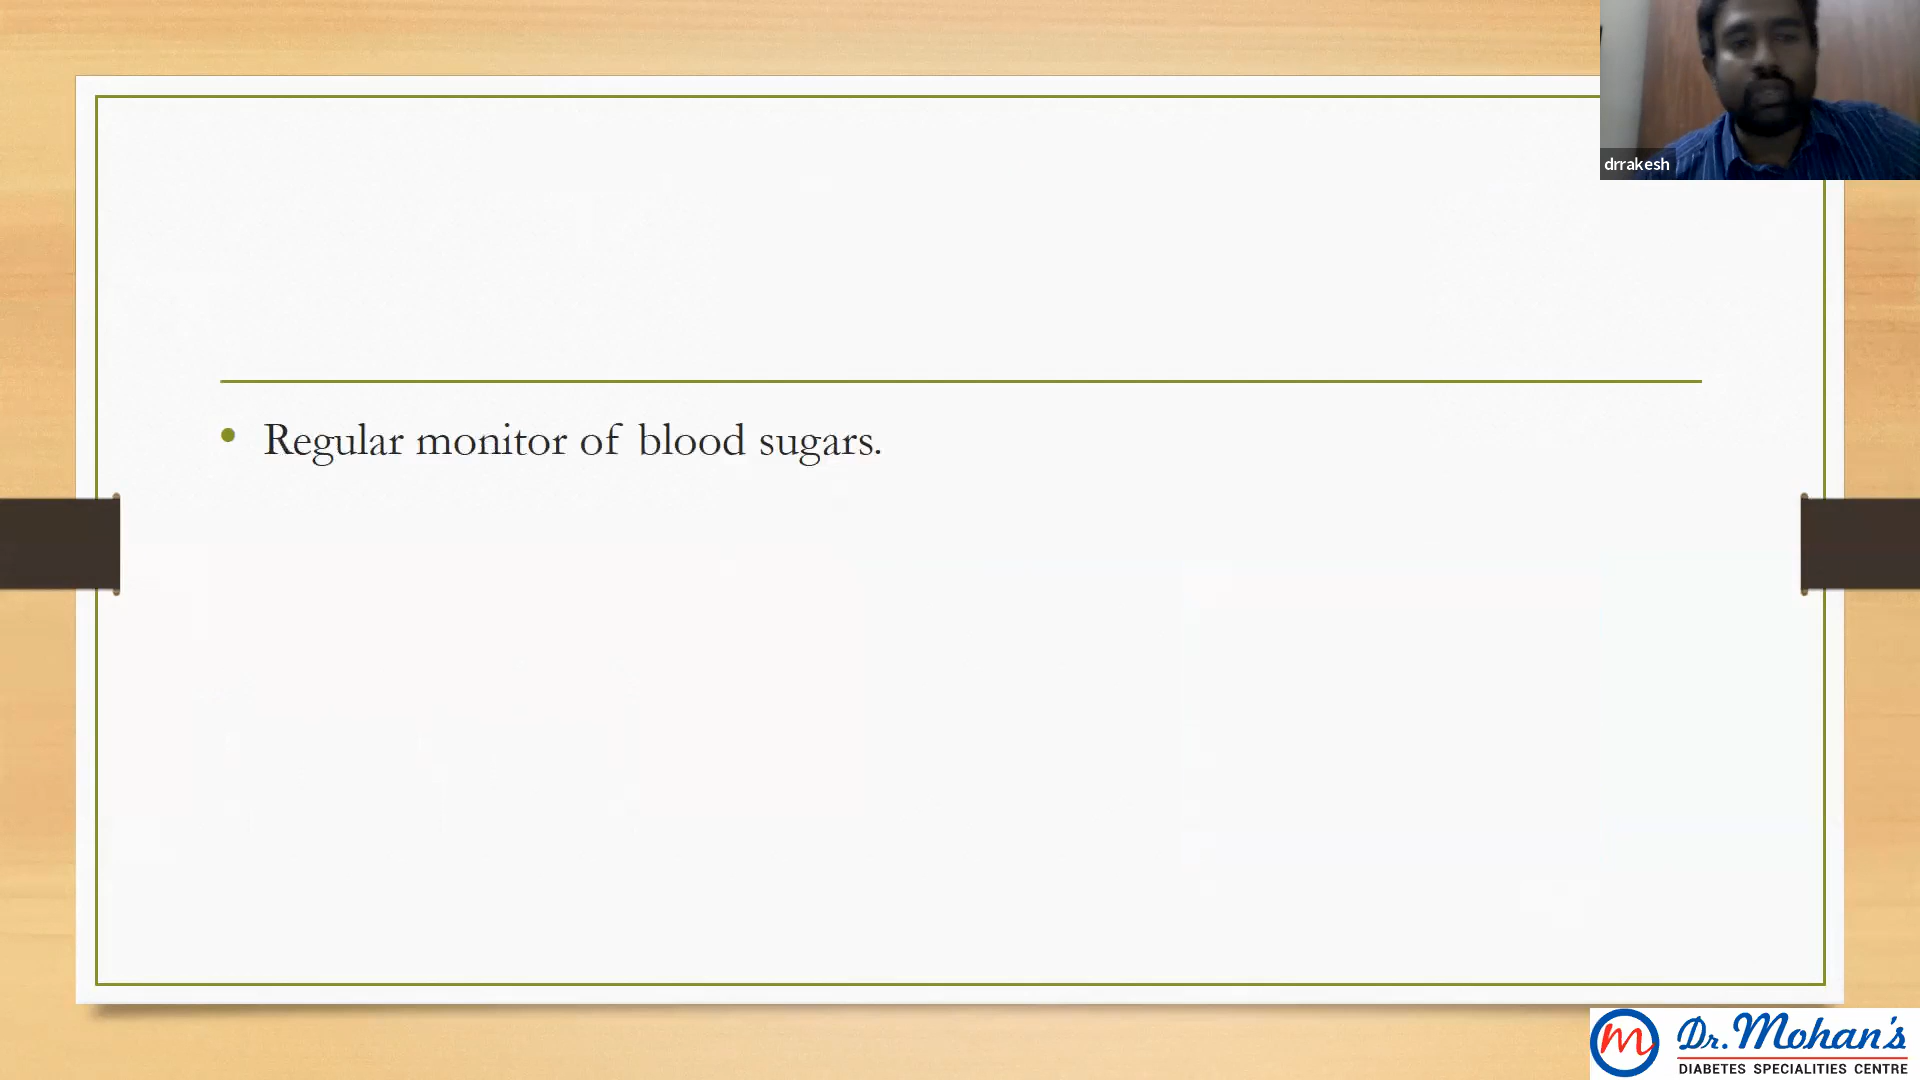 drrakesh
• Regular monitor of blood sugars.
m Dr. Mohan's
DIABETES SPECIALITIES CENTRE